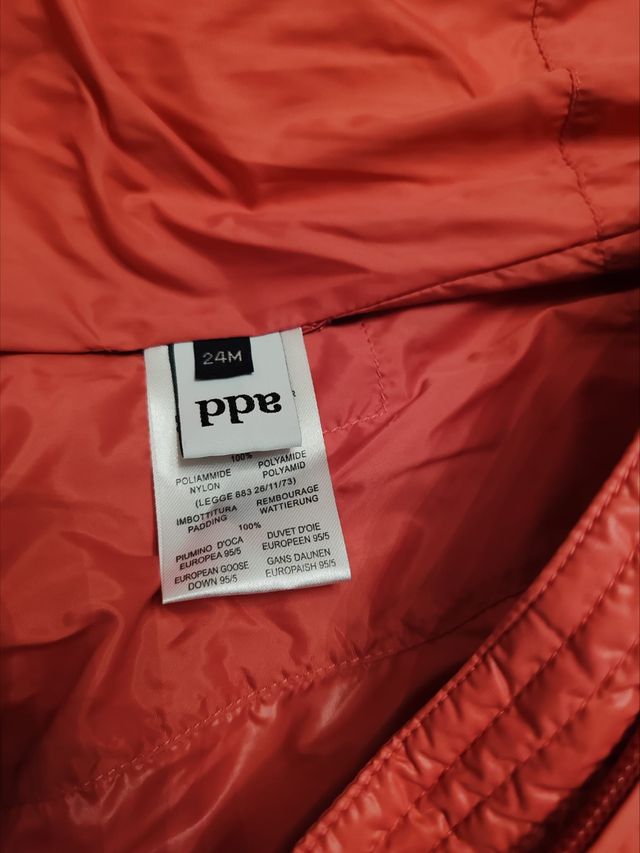 24M
add
100%
POLIAMMIDE POLYAMIDE
NYLON POLYAMID
(LEGGE 883 26/11/73)
IMBOTTITURA REMBOURAGE
PADDING WATTIERUNG
100%
PIUMINO D'OCA DUVET D'OIE
EUROPEA 95/5 EUROPEEN 95/5
EUROPEAN GOOSE GANS DAUNEN
DOWN 95/5 EUROPAISH 95/5